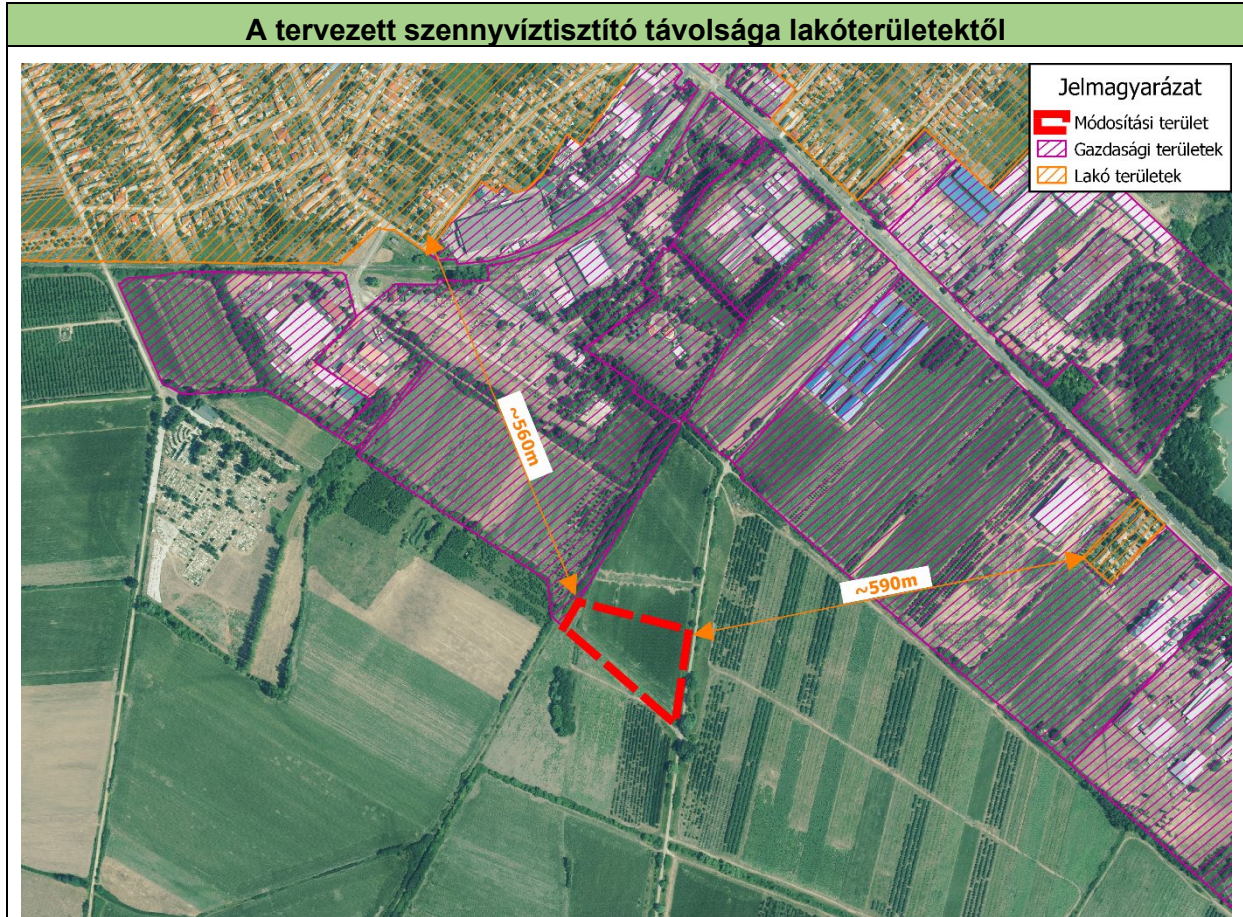 A tervezett szennyvíztisztító távolsága lakóterületektől
Jelmagyarázat
Módosítási terület
Gazdasági területek
Lakó területek
~560m
~590m